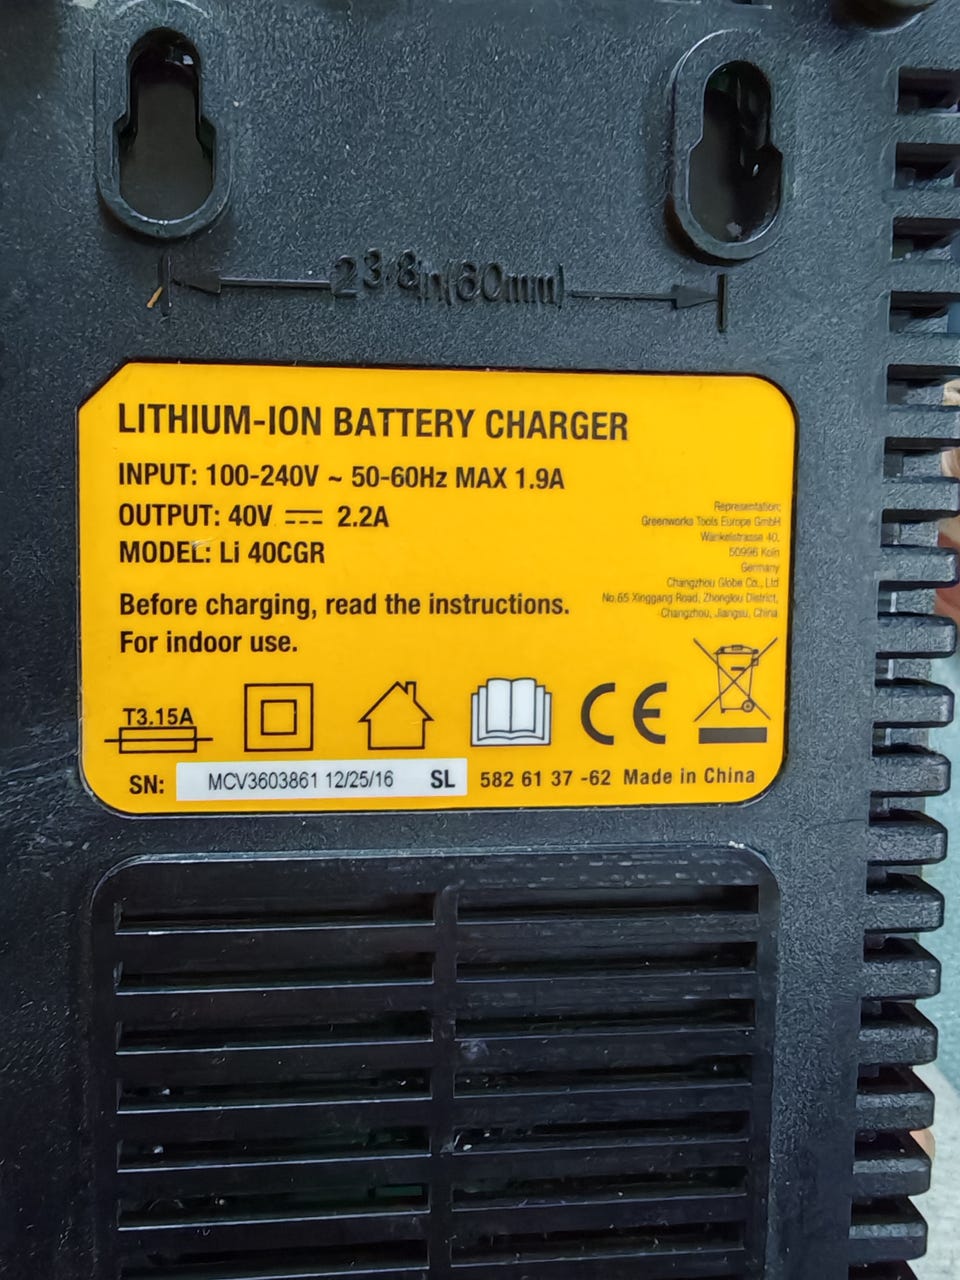 2 3⁄8in(60mm)
LITHIUM-ION BATTERY CHARGER
INPUT: 100-240V ~ 50-60Hz MAX 1.9A
OUTPUT: 40V ⎓ 2.2A
MODEL: Li 40CGR
Before charging, read the instructions.
For indoor use.
Representation:
Greenworks Tools Europe GmbH
Wankelstrasse 40,
50996 Koln
Germany
Changzhou Globe Co., Ltd
No.65 Xinggang Road, Zhonglou District,
Changzhou, Jiangsu, China
T3.15A
CE
SN: MCV3603861 12/25/16 SL 582 61 37 -62 Made in China